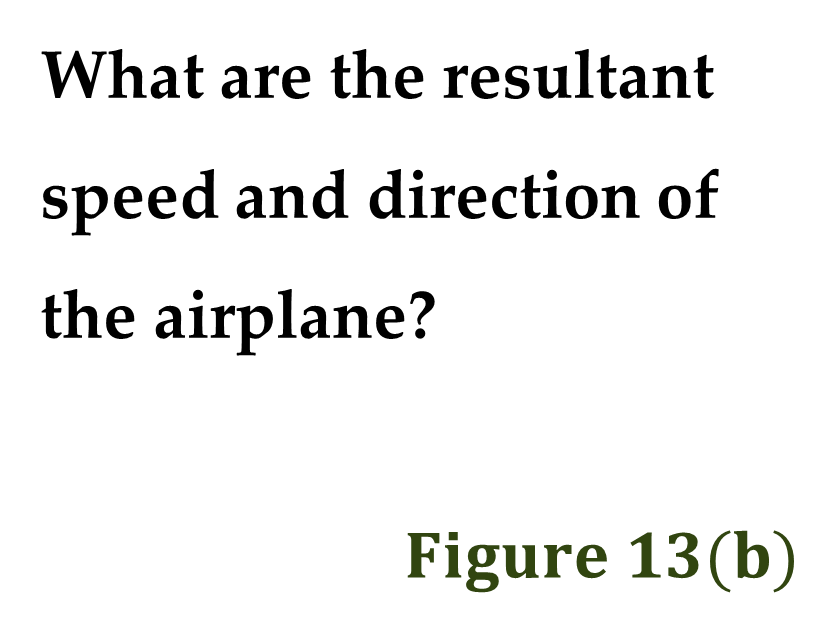 What are the resultant
speed and direction of
the airplane?
Figure 13(b)